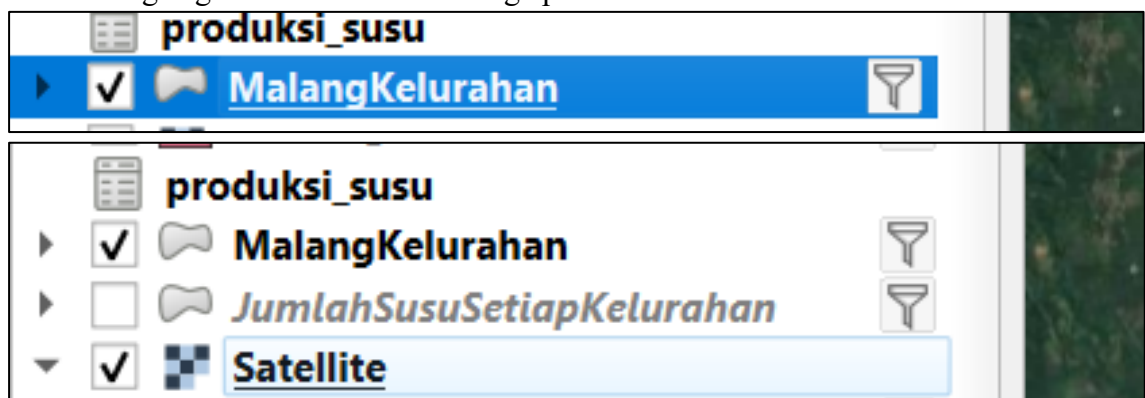 produksi_susu
MalangKelurahan
produksi_susu
MalangKelurahan
JumlahSusuSetiapKelurahan
Satellite